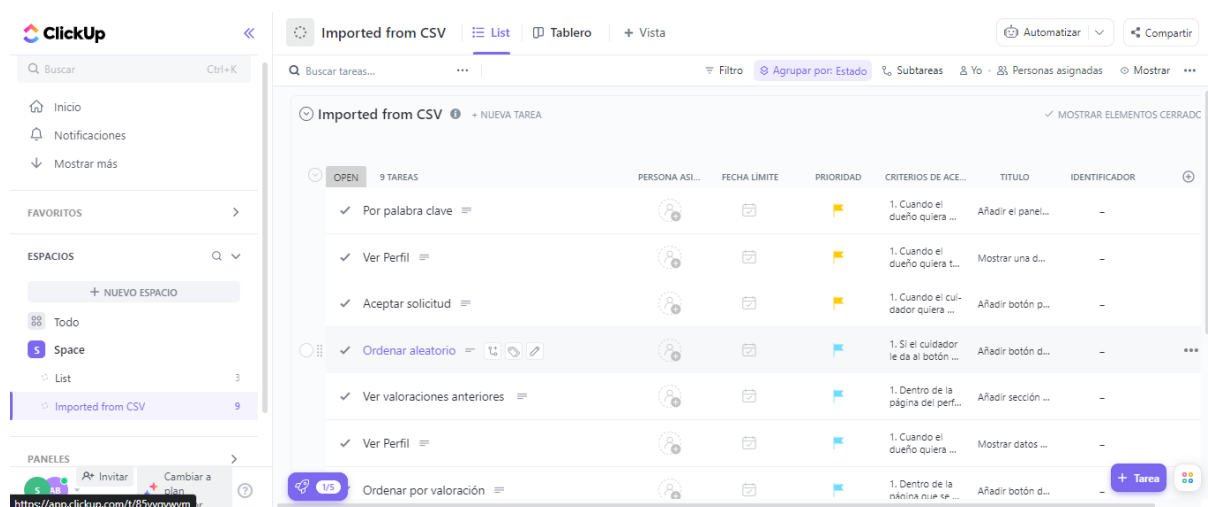 ClickUp
Buscar Ctrl+K
Inicio
Notificaciones
Mostrar más
FAVORITOS
ESPACIOS
+ NUEVO ESPACIO
Todo
S Space
List 3
Imported from CSV 9
PANELES
S AB Invitar Cambiar a
plan
https://app.clickup.com/t/85vvqvwvm
Imported from CSV List Tablero + Vista Automatizar Compartir
Buscar tareas... Filtro Agrupar por: Estado Subtareas Yo · Personas asignadas Mostrar
Imported from CSV + NUEVA TAREA MOSTRAR ELEMENTOS CERRADO
OPEN 9 TAREAS PERSONA ASI... FECHA LÍMITE PRIORIDAD CRITERIOS DE ACE... TITULO IDENTIFICADOR
Por palabra clave 1. Cuando el
dueño quiera ... Añadir el panel... –
Ver Perfil 1. Cuando el
dueño quiera t... Mostrar una d... –
Aceptar solicitud 1. Cuando el cui-
dador quiera ... Añadir botón p... –
Ordenar aleatorio 1. Si el cuidador
le da al botón ... Añadir botón d... –
Ver valoraciones anteriores 1. Dentro de la
página del perf... Añadir sección ... –
Ver Perfil 1. Cuando el
dueño quiera ... Mostrar datos ... –
Ordenar por valoración 1. Dentro de la
página que se ... Añadir botón d...
1/5
+ Tarea